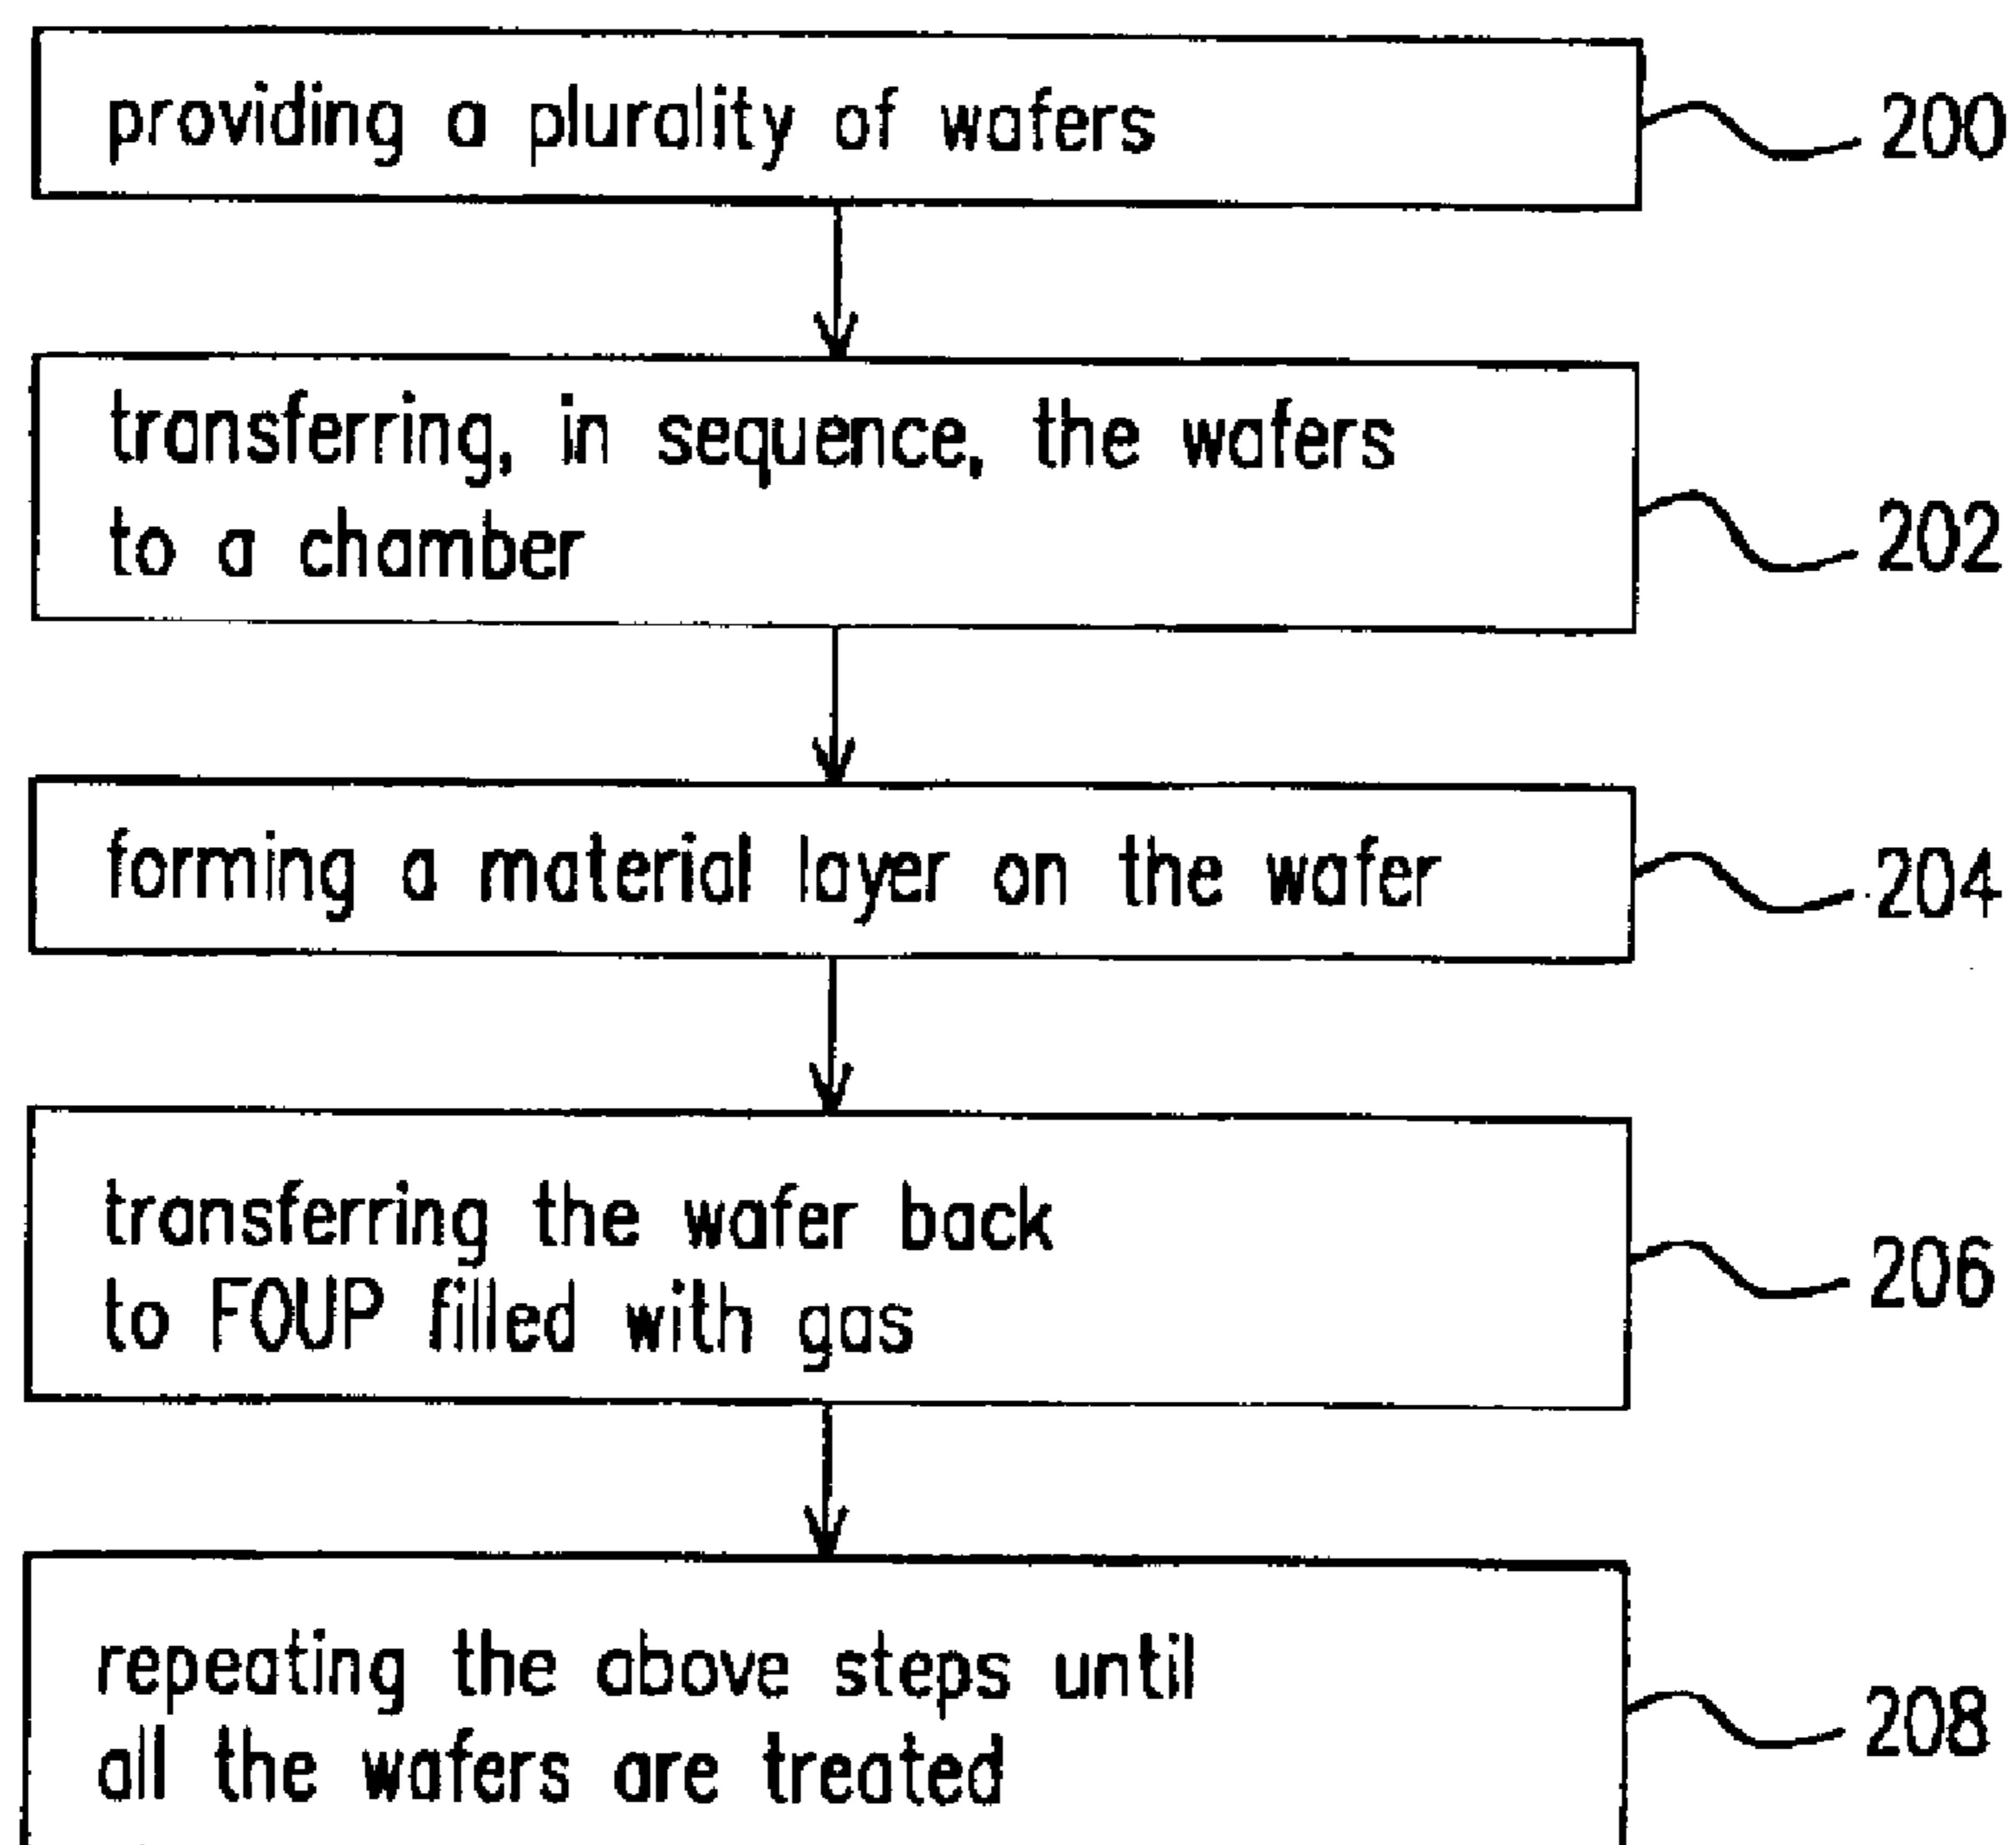 providing a plurality of wafers
200
transferring, in sequence, the wafers
to a chamber
202
forming a material layer on the wafer
204
transferring the wafer back
to FOUP filled with gas
206
repeating the above steps until
all the wafers are treated
208